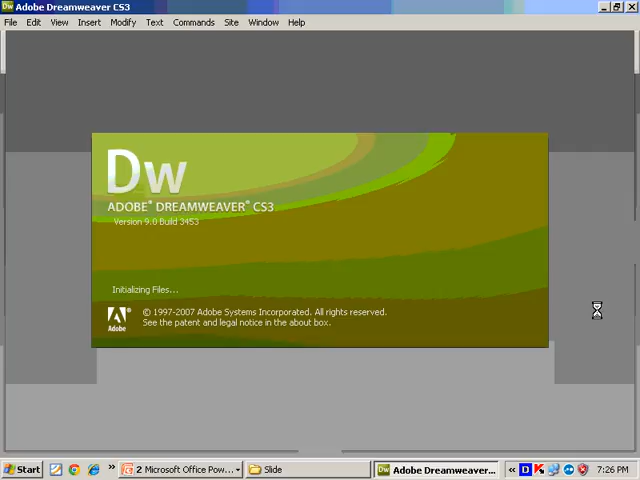 Adobe Dreamweaver CS3
File Edit View Insert Modify Text Commands Site Window Help
Dw
ADOBE® DREAMWEAVER® CS3
Version 9.0 Build 3453
Initializing Files...
© 1997-2007 Adobe Systems Incorporated. All rights reserved.
See the patent and legal notice in the about box.
Adobe
Start
2 Microsoft Office Pow...
Slide
Adobe Dreamweaver...
7:26 PM